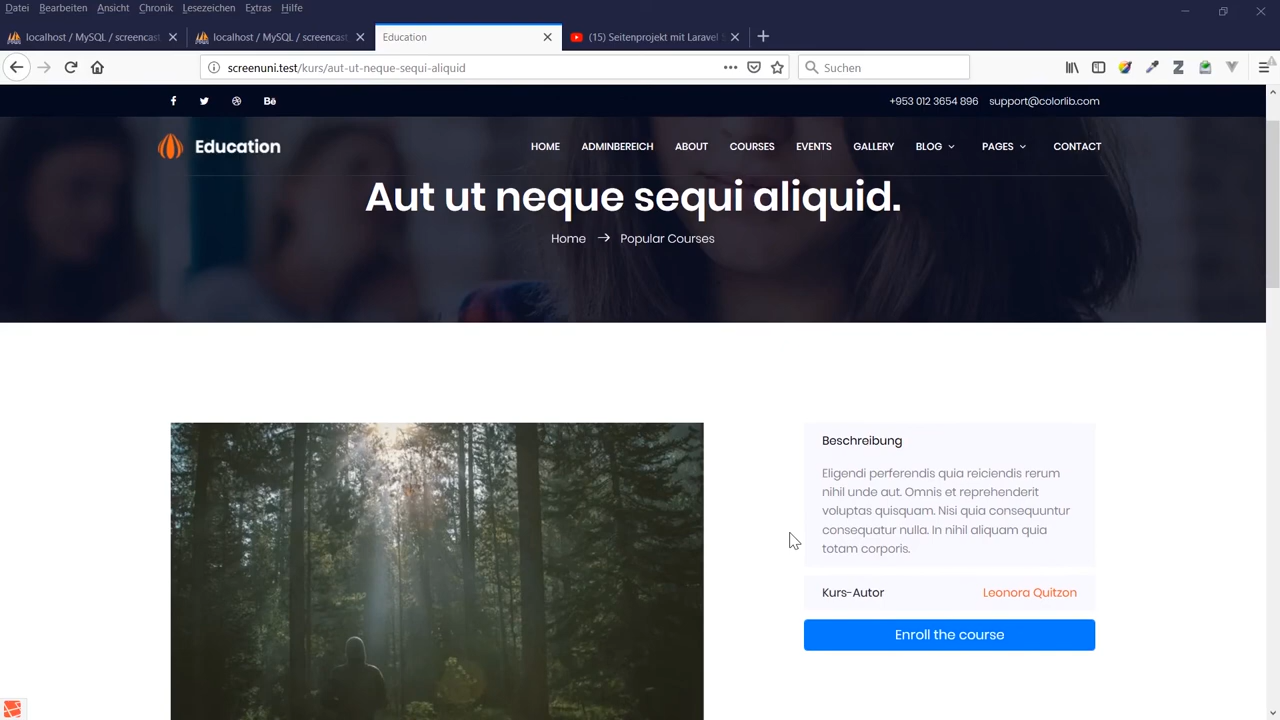 Datei Bearbeiten Ansicht Chronik Lesezeichen Extras Hilfe
localhost / MySQL / screencast
localhost / MySQL / screencast
Education
(15) Seitenprojekt mit Laravel
screenuni.test/kurs/aut-ut-neque-sequi-aliquid
Suchen
+953 012 3654 896 support@colorlib.com
Education
HOME ADMINBEREICH ABOUT COURSES EVENTS GALLERY BLOG PAGES CONTACT
Aut ut neque sequi aliquid.
Home → Popular Courses
Beschreibung
Eligendi perferendis quia reiciendis rerum
nihil unde aut. Omnis et reprehenderit
voluptas quisquam. Nisi quia consequuntur
consequatur nulla. In nihil aliquam quia
totam corporis.
Kurs-Autor Leonora Quitzon
Enroll the course